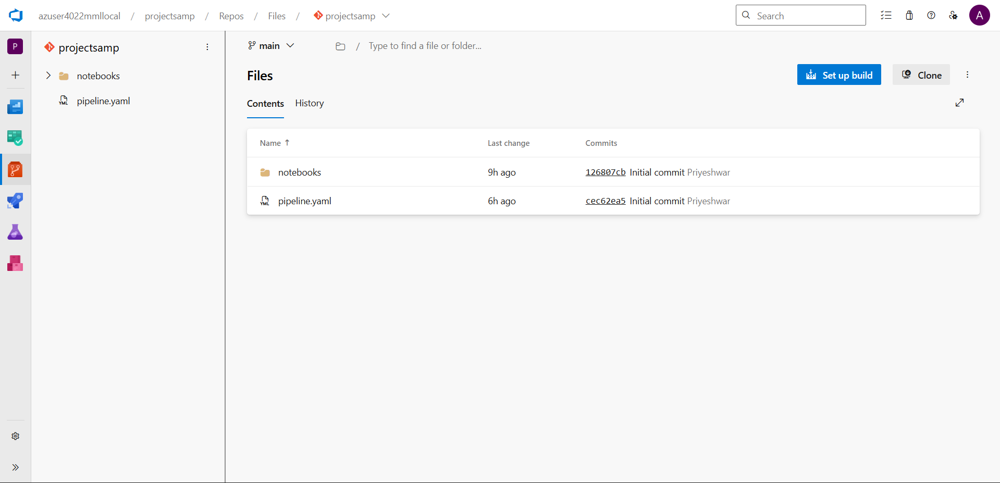 azuser4022mmllocal / projectsamp / Repos / Files / projectsamp
Search
A
P
projectsamp
notebooks
YML pipeline.yaml
main
/ Type to find a file or folder...
Files
Set up build
Clone
Contents
History
Name ↑ Last change Commits
notebooks 9h ago 126807cb Initial commit Priyeshwar
YML pipeline.yaml 6h ago cec62ea5 Initial commit Priyeshwar